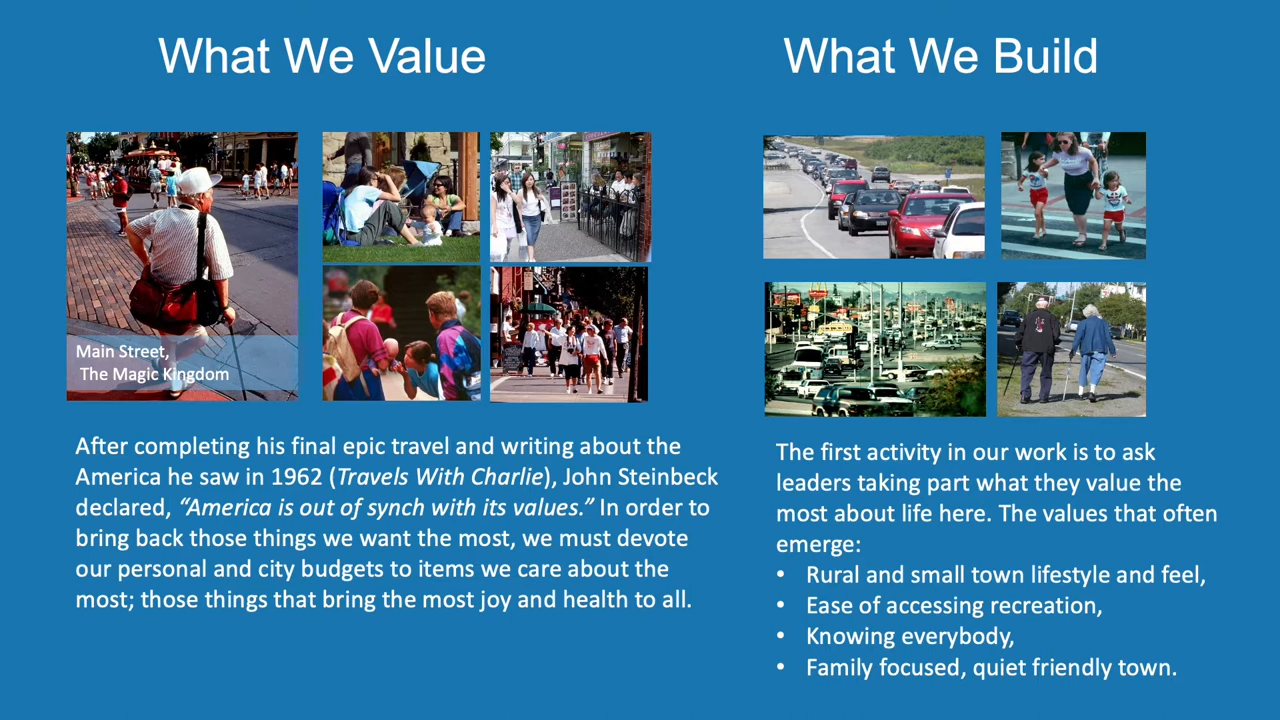 What We Value
Main Street,
The Magic Kingdom
After completing his final epic travel and writing about the
America he saw in 1962 (Travels With Charlie), John Steinbeck
declared, “America is out of synch with its values.” In order to
bring back those things we want the most, we must devote
our personal and city budgets to items we care about the
most; those things that bring the most joy and health to all.
What We Build
The first activity in our work is to ask
leaders taking part what they value the
most about life here. The values that often
emerge:
• Rural and small town lifestyle and feel,
• Ease of accessing recreation,
• Knowing everybody,
• Family focused, quiet friendly town.